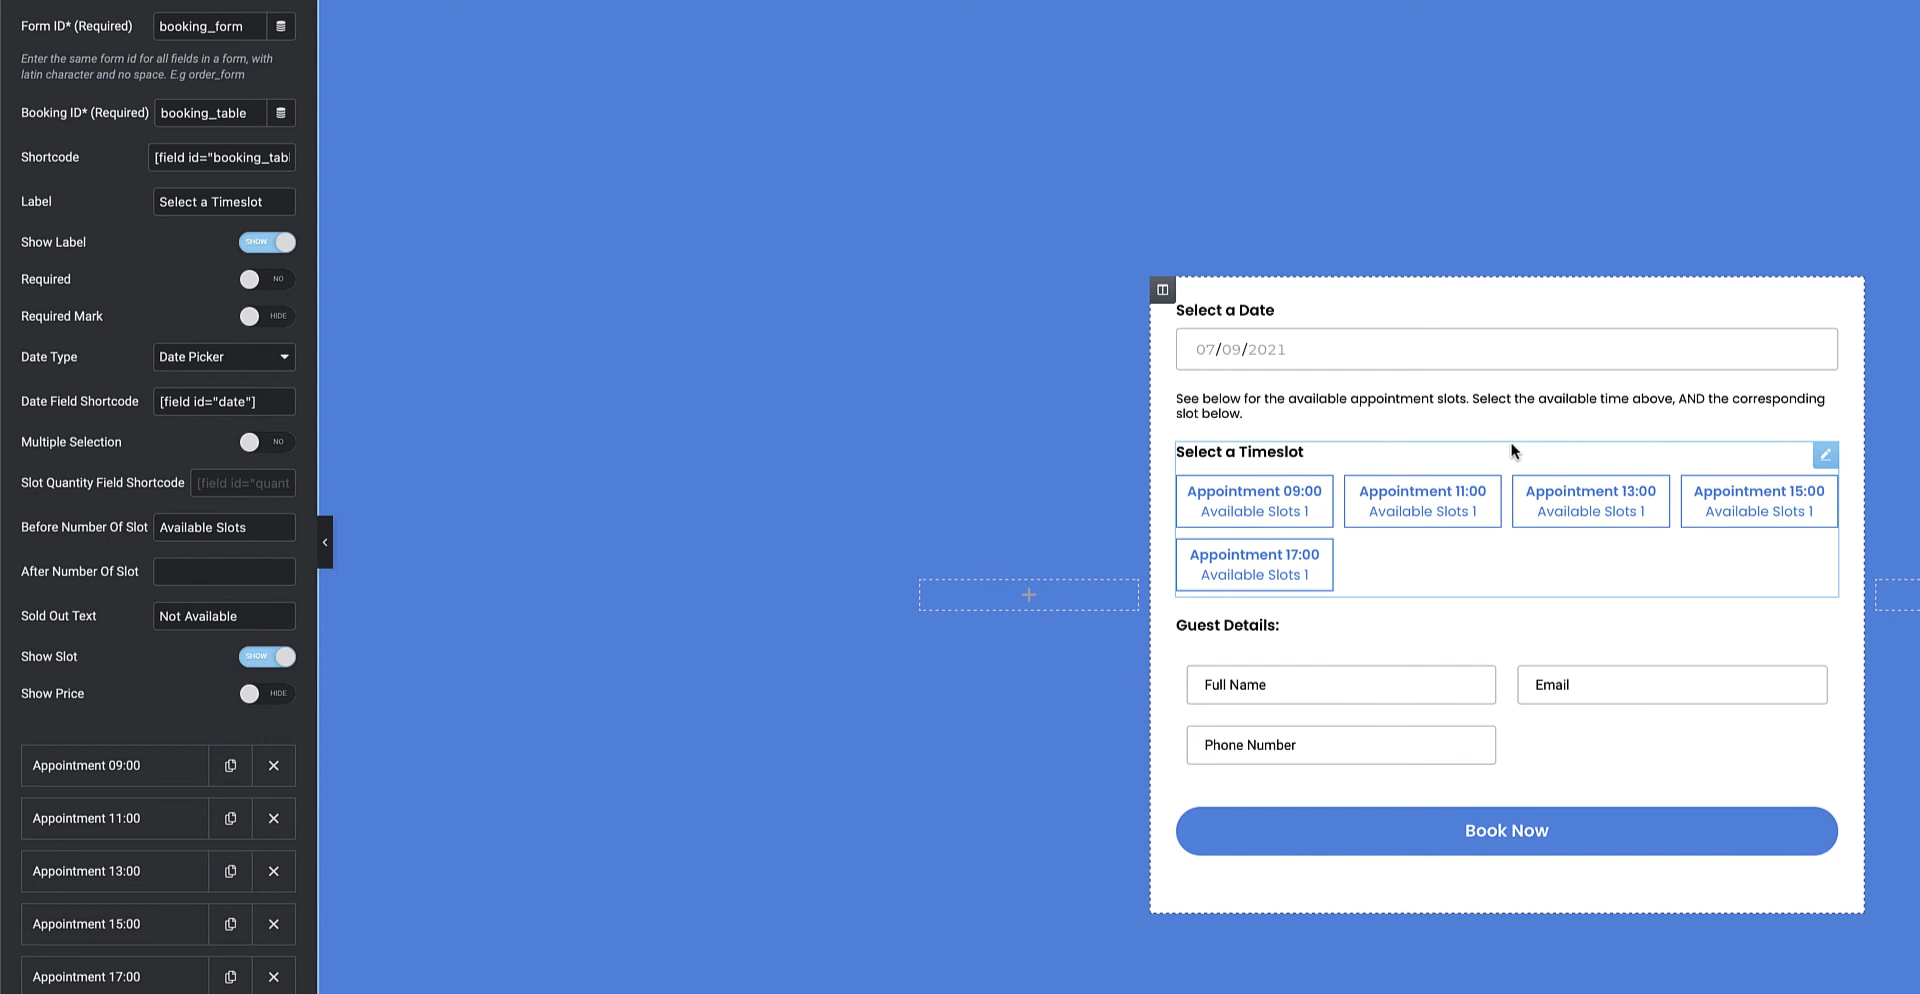 Form ID* (Required)
booking_form
Enter the same form id for all fields in a form, with
latin character and no space. E.g order_form
Booking ID* (Required)
booking_table
Shortcode
[field id="booking_tabl
Label
Select a Timeslot
Show Label
SHOW
Required
NO
Required Mark
HIDE
Date Type
Date Picker
Date Field Shortcode
[field id="date"]
Multiple Selection
NO
Slot Quantity Field Shortcode
[field id="quant
Before Number Of Slot
Available Slots
After Number Of Slot
Sold Out Text
Not Available
Show Slot
SHOW
Show Price
HIDE
Appointment 09:00
Appointment 11:00
Appointment 13:00
Appointment 15:00
Appointment 17:00
Select a Date
07/09/2021
See below for the available appointment slots. Select the available time above, AND the corresponding
slot below.
Select a Timeslot
Appointment 09:00
Available Slots 1
Appointment 11:00
Available Slots 1
Appointment 13:00
Available Slots 1
Appointment 15:00
Available Slots 1
Appointment 17:00
Available Slots 1
Guest Details:
Full Name
Email
Phone Number
Book Now